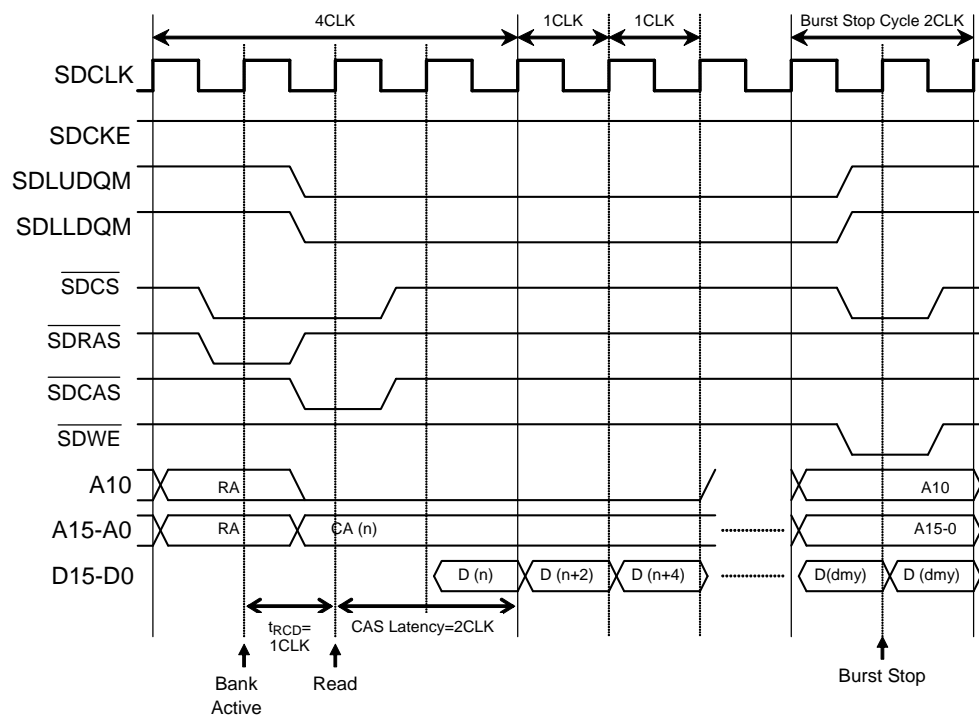 4CLK 1CLK 1CLK Burst Stop Cycle 2CLK
SDCLK
SDCKE
SDLUDQM
SDLLDQM
SDCS
SDRAS
SDCAS
SDWE
A10 RA A10
A15-A0 RA CA (n) A15-0
D15-D0 D (n) D (n+2) D (n+4) D(dmy) D (dmy)
tRCD=
1CLK
CAS Latency=2CLK
Bank
Active
Read
Burst Stop